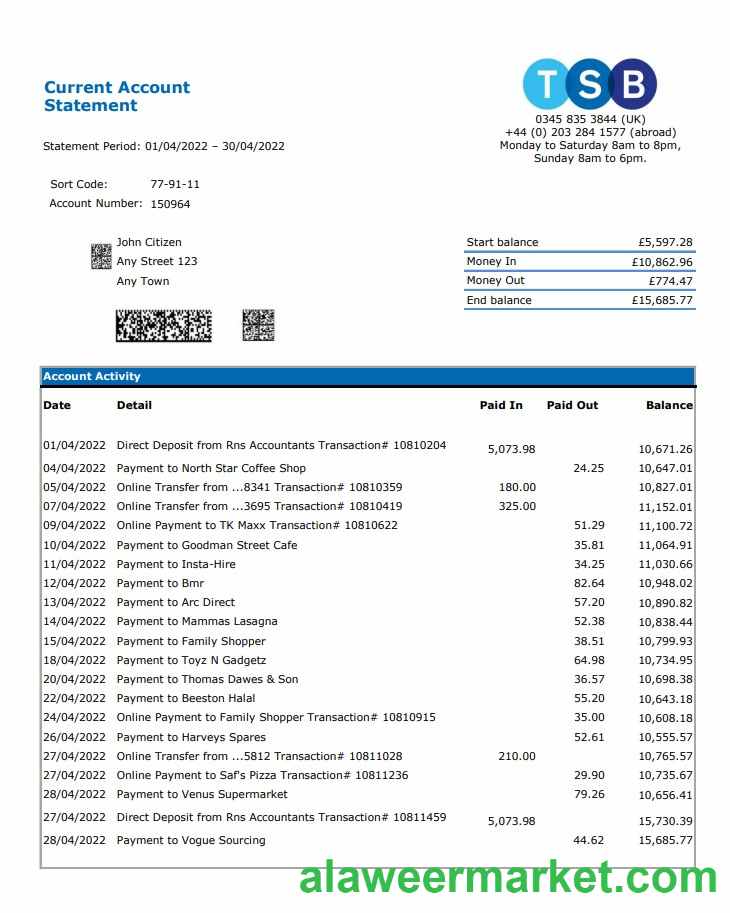 Current Account
Statement
TSB
0345 835 3844 (UK)
+44 (0) 203 284 1577 (abroad)
Monday to Saturday 8am to 8pm,
Sunday 8am to 6pm.
Statement Period: 01/04/2022 – 30/04/2022
Sort Code: 77-91-11
Account Number: 150964
John Citizen
Any Street 123
Any Town
Start balance £5,597.28
Money In £10,862.96
Money Out £774.47
End balance £15,685.77
Account Activity
Date Detail Paid In Paid Out Balance
01/04/2022 Direct Deposit from Rns Accountants Transaction# 10810204 5,073.98 10,671.26
04/04/2022 Payment to North Star Coffee Shop 24.25 10,647.01
05/04/2022 Online Transfer from ...8341 Transaction# 10810359 180.00 10,827.01
07/04/2022 Online Transfer from ...3695 Transaction# 10810419 325.00 11,152.01
09/04/2022 Online Payment to TK Maxx Transaction# 10810622 51.29 11,100.72
10/04/2022 Payment to Goodman Street Cafe 35.81 11,064.91
11/04/2022 Payment to Insta-Hire 34.25 11,030.66
12/04/2022 Payment to Bmr 82.64 10,948.02
13/04/2022 Payment to Arc Direct 57.20 10,890.82
14/04/2022 Payment to Mammas Lasagna 52.38 10,838.44
15/04/2022 Payment to Family Shopper 38.51 10,799.93
18/04/2022 Payment to Toyz N Gadgetz 64.98 10,734.95
20/04/2022 Payment to Thomas Dawes & Son 36.57 10,698.38
22/04/2022 Payment to Beeston Halal 55.20 10,643.18
24/04/2022 Online Payment to Family Shopper Transaction# 10810915 35.00 10,608.18
26/04/2022 Payment to Harveys Spares 52.61 10,555.57
27/04/2022 Online Transfer from ...5812 Transaction# 10811028 210.00 10,765.57
27/04/2022 Online Payment to Saf's Pizza Transaction# 10811236 29.90 10,735.67
28/04/2022 Payment to Venus Supermarket 79.26 10,656.41
27/04/2022 Direct Deposit from Rns Accountants Transaction# 10811459 5,073.98 15,730.39
28/04/2022 Payment to Vogue Sourcing 44.62 15,685.77
alaweermarket.com